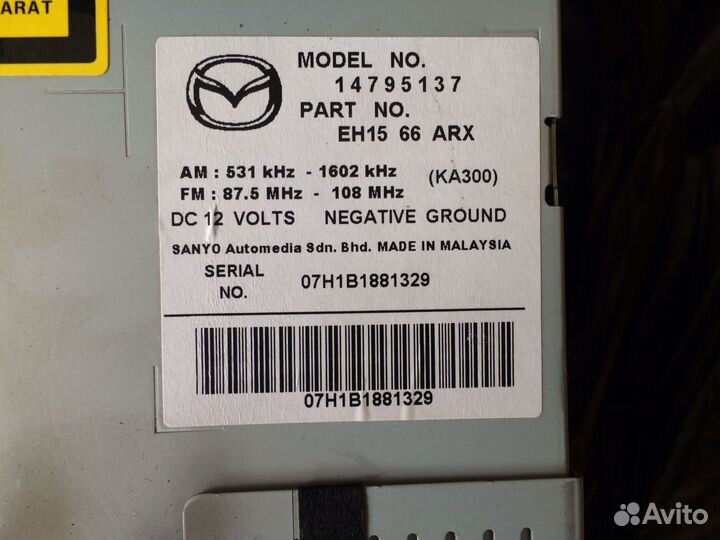 ARAT
MODEL NO.
14795137
PART NO.
EH15 66 ARX
AM : 531 kHz - 1602 kHz (KA300)
FM : 87.5 MHz - 108 MHz
DC 12 VOLTS NEGATIVE GROUND
SANYO Automedia Sdn. Bhd. MADE IN MALAYSIA
SERIAL NO. 07H1B1881329
07H1B1881329
Avito